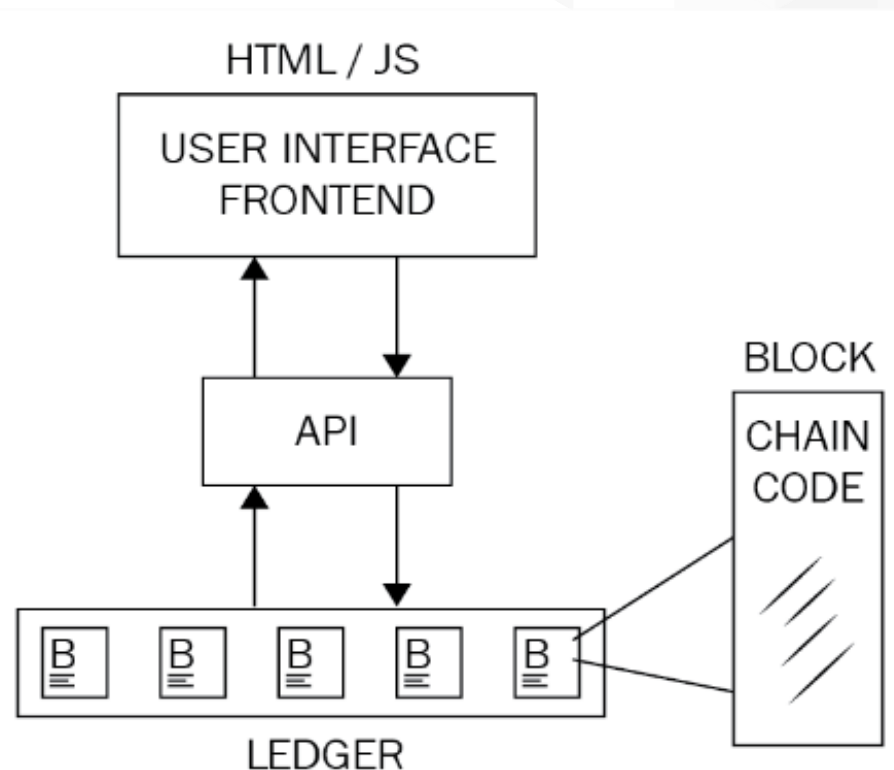 HTML / JS
USER INTERFACE
FRONTEND
API
BLOCK
CHAIN
CODE
B
B
B
B
B
LEDGER